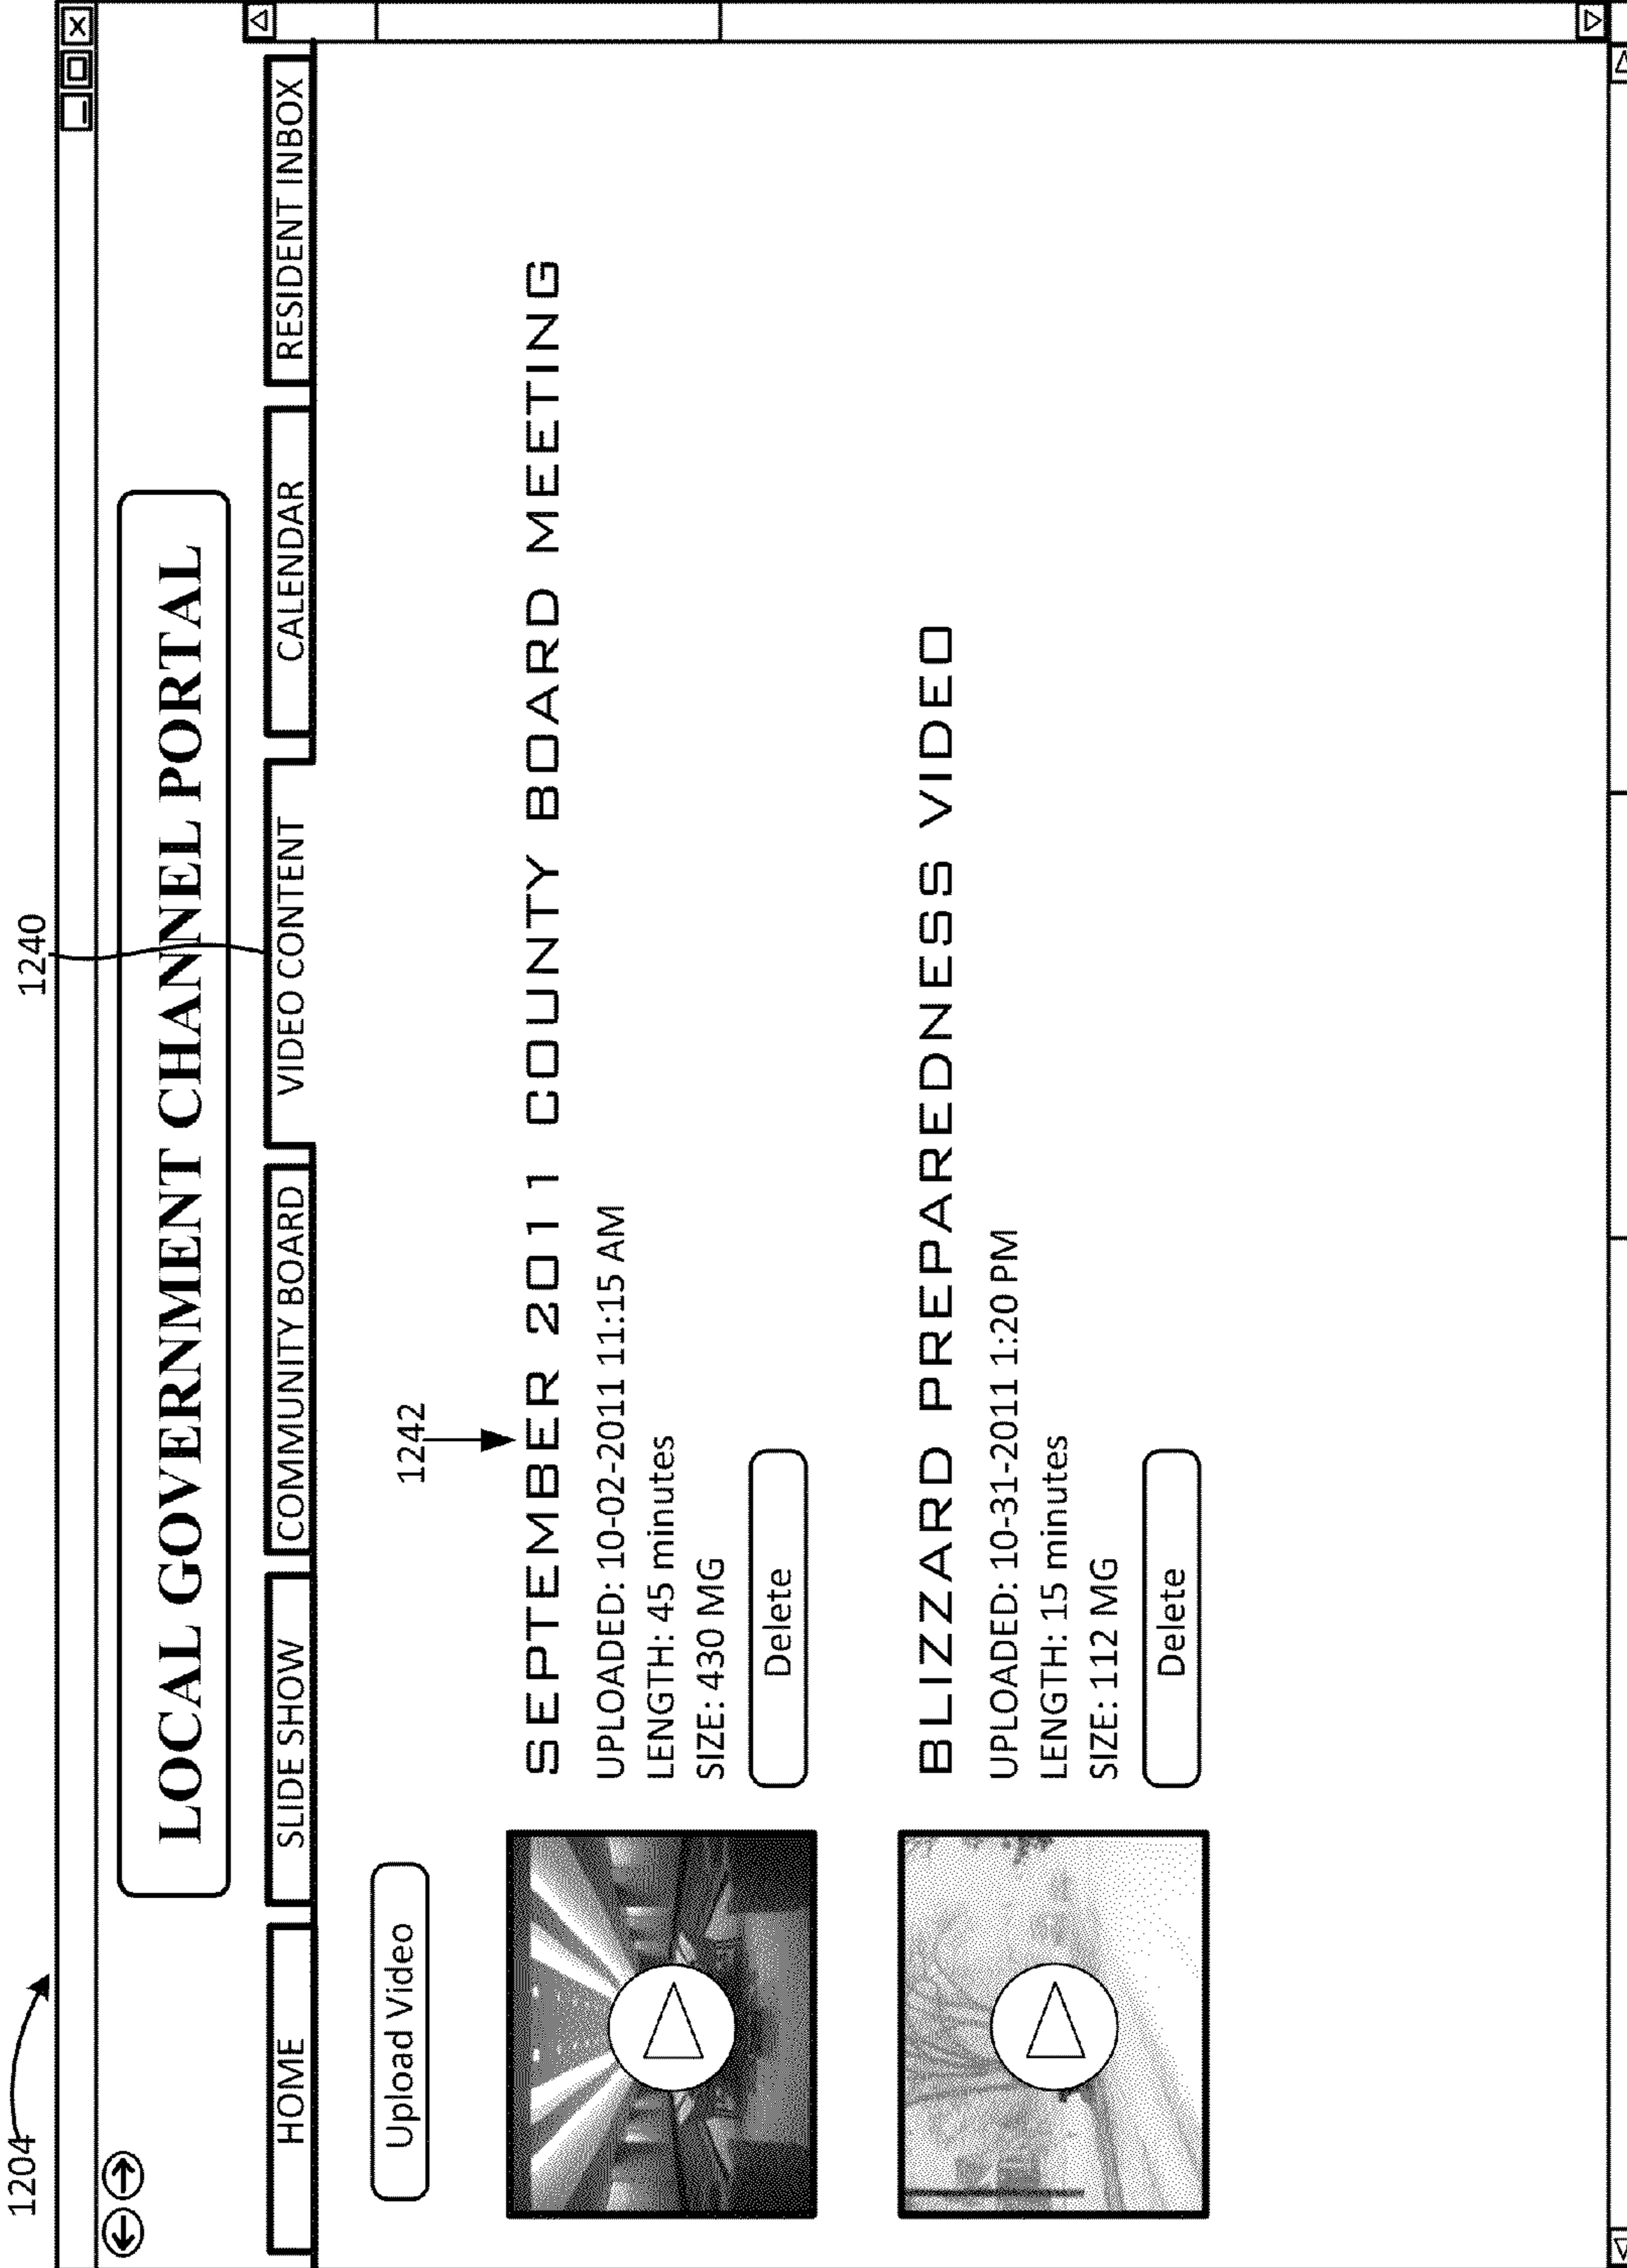 1204
1240
LOCAL GOVERNMENT CHANNEL PORTAL
HOME SLIDE SHOW COMMUNITY BOARD VIDEO CONTENT CALENDAR RESIDENT INBOX
Upload Video
1242
SEPTEMBER 2011 COUNTY BOARD MEETING
UPLOADED: 10-02-2011 11:15 AM
LENGTH: 45 minutes
SIZE: 430 MG
Delete
BLIZZARD PREPAREDNESS VIDEO
UPLOADED: 10-31-2011 1:20 PM
LENGTH: 15 minutes
SIZE: 112 MG
Delete